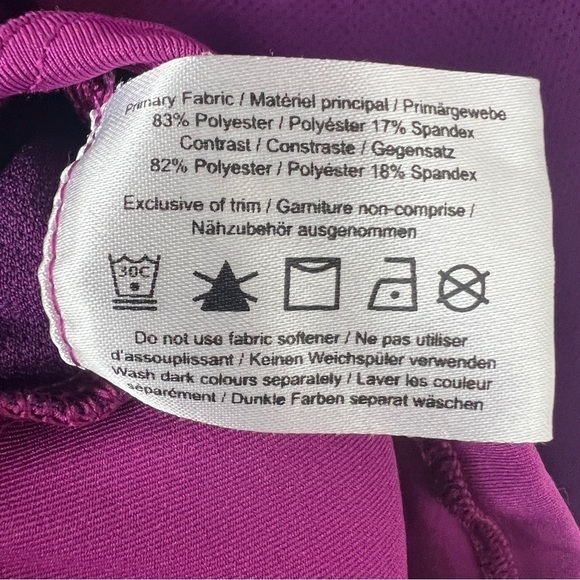 Primary Fabric / Matériel principal / Primärgewebe
83% Polyester / Polyéster 17% Spandex
Contrast / Constraste / Gegensatz
82% Polyester / Polyéster 18% Spandex
Exclusive of trim / Garniture non-comprise /
Nähzubehör ausgenommen
30C
Do not use fabric softener / Ne pas utiliser
d'assouplissant / Keinen Weichspüler verwenden
Wash dark colours separately / Laver les couleur
séparément / Dunkle Farben separat wäschen